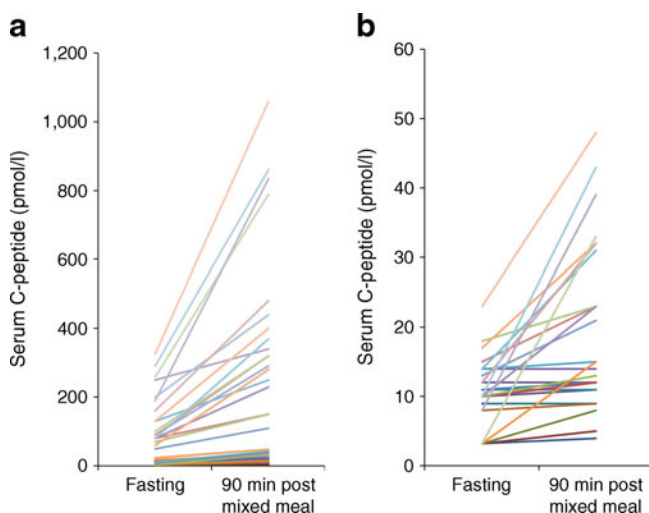 a
Serum C-peptide (pmol/l)
1,200
1,000
800
600
400
200
0
Fasting
90 min post
mixed meal
b
Serum C-peptide (pmol/l)
60
50
40
30
20
10
0
Fasting
90 min post
mixed meal